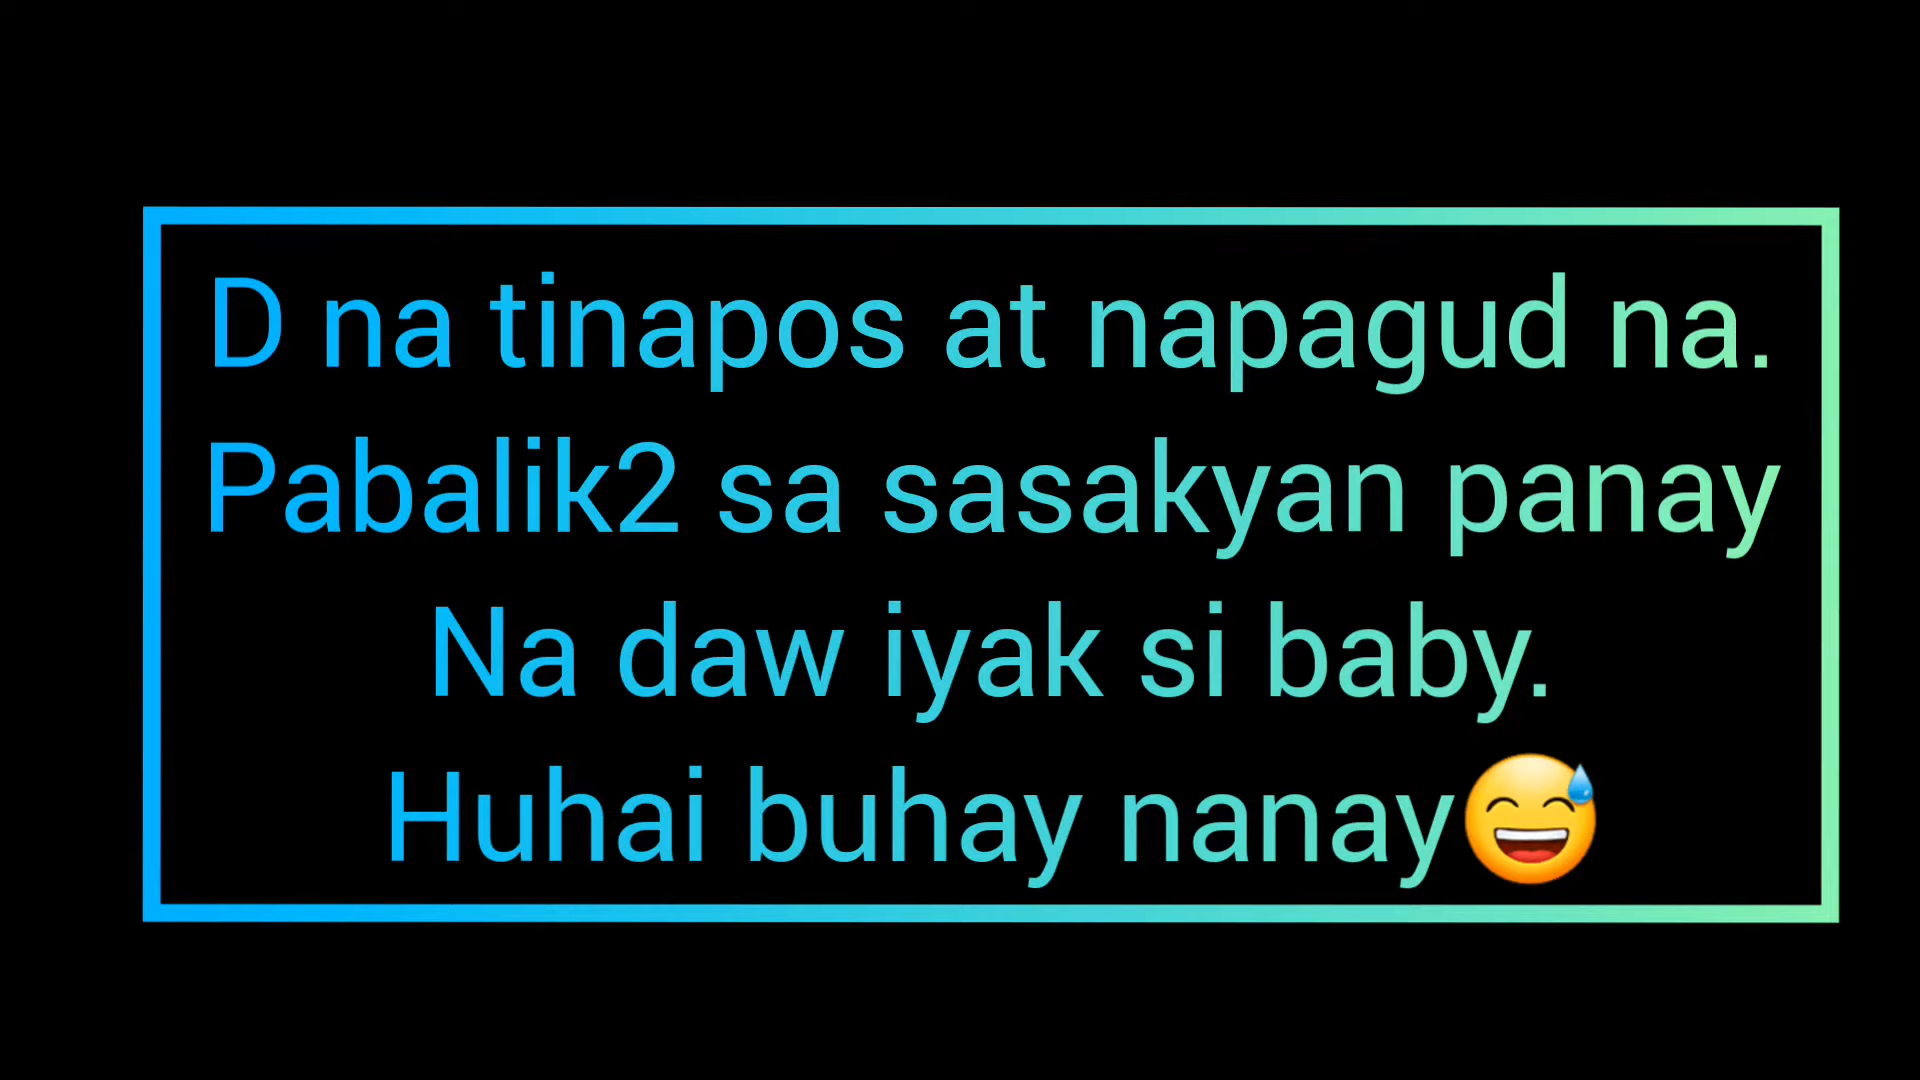 D na tinapos at napagud na.
Pabalik2 sa sasakyan panay
Na daw iyak si baby.
Huhai buhay nanay😅